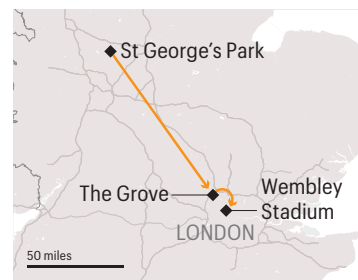 St George’s Park
The Grove
Wembley
Stadium
LONDON
50 miles